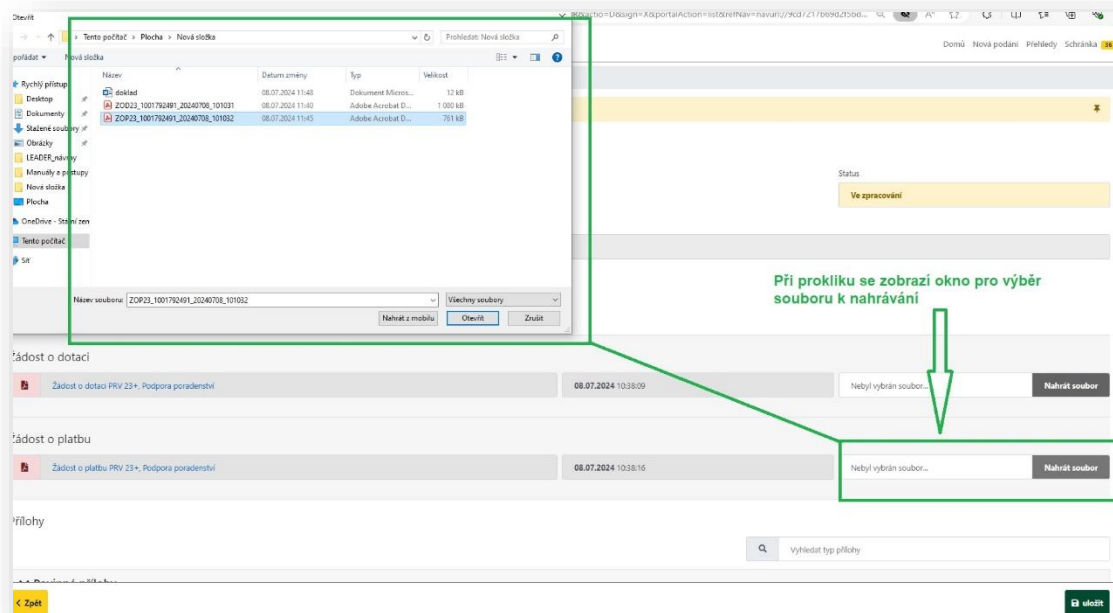 Otevřít
Tento počítač > Plocha > Nová složka
Prohledat: Nová složka
Domů Nová podání Přehledy Schránka 36
pořádat Nová složka
Název Datum změny Typ Velikost
Rychlý přístup
Desktop
Dokumenty
Stažené soubory
Obrázky
LEADER_návrhy
Manuály a postupy
Nová složka
Plocha
OneDrive - Státní zen
Tento počítač
Síť
doklad 08.07.2024 11:48 Dokument Micros... 12 kB
ZOD23_1001792491_20240708_101031 08.07.2024 11:40 Adobe Acrobat D... 1 080 kB
ZOP23_1001792491_20240708_101032 08.07.2024 11:45 Adobe Acrobat D... 761 kB
Status
Ve zpracování
Název souboru: ZOP23_1001792491_20240708_101032 Všechny soubory
Nahrát z mobilu Otevřít Zrušit
Při prokliku se zobrazí okno pro výběr
souboru k nahrávání
Žádost o dotaci
Žádost o dotaci PRV 23+, Podpora poradenství 08.07.2024 10:38:09 Nebyl vybrán soubor... Nahrát soubor
Žádost o platbu
Žádost o platbu PRV 23+, Podpora poradenství 08.07.2024 10:38:16 Nebyl vybrán soubor... Nahrát soubor
Přílohy
Vyhledat typ přílohy
< Zpět uložit